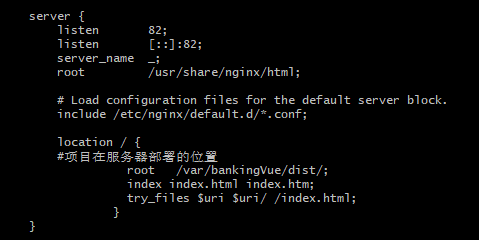 server {
listen 82;
listen [::]:82;
server_name _;
root /usr/share/nginx/html;
# Load configuration files for the default server block.
include /etc/nginx/default.d/*.conf;
location / {
#项目在服务器部署的位置
root /var/bankingVue/dist/;
index index.html index.htm;
try_files $uri $uri/ /index.html;
}
}